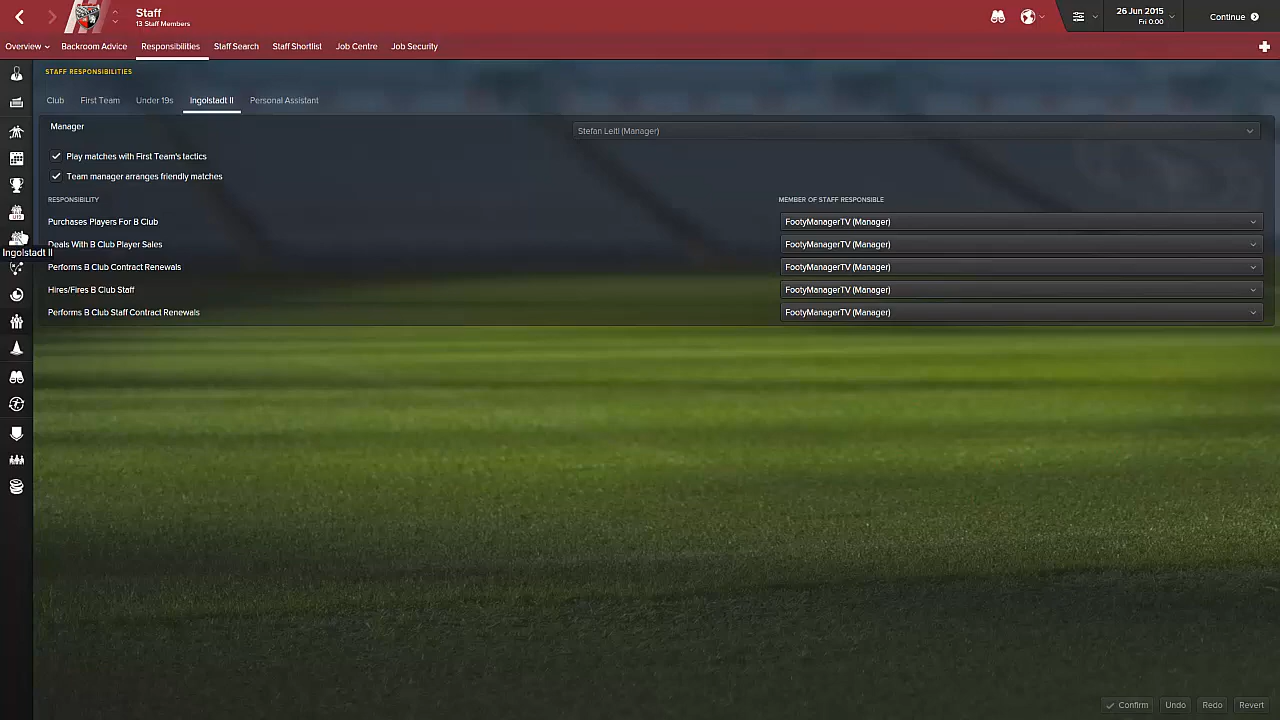 Staff
13 Staff Members
26 Jun 2015
Fri 0:00
Continue
Overview
Backroom Advice
Responsibilities
Staff Search
Staff Shortlist
Job Centre
Job Security
STAFF RESPONSIBILITIES
Club
First Team
Under 19s
Ingolstadt II
Personal Assistant
Manager
Stefan Leitl (Manager)
Play matches with First Team's tactics
Team manager arranges friendly matches
RESPONSIBILITY
MEMBER OF STAFF RESPONSIBLE
Purchases Players For B Club
FootyManagerTV (Manager)
Deals With B Club Player Sales
FootyManagerTV (Manager)
Ingolstadt II
Performs B Club Contract Renewals
FootyManagerTV (Manager)
Hires/Fires B Club Staff
FootyManagerTV (Manager)
Performs B Club Staff Contract Renewals
FootyManagerTV (Manager)
Confirm
Undo
Redo
Revert